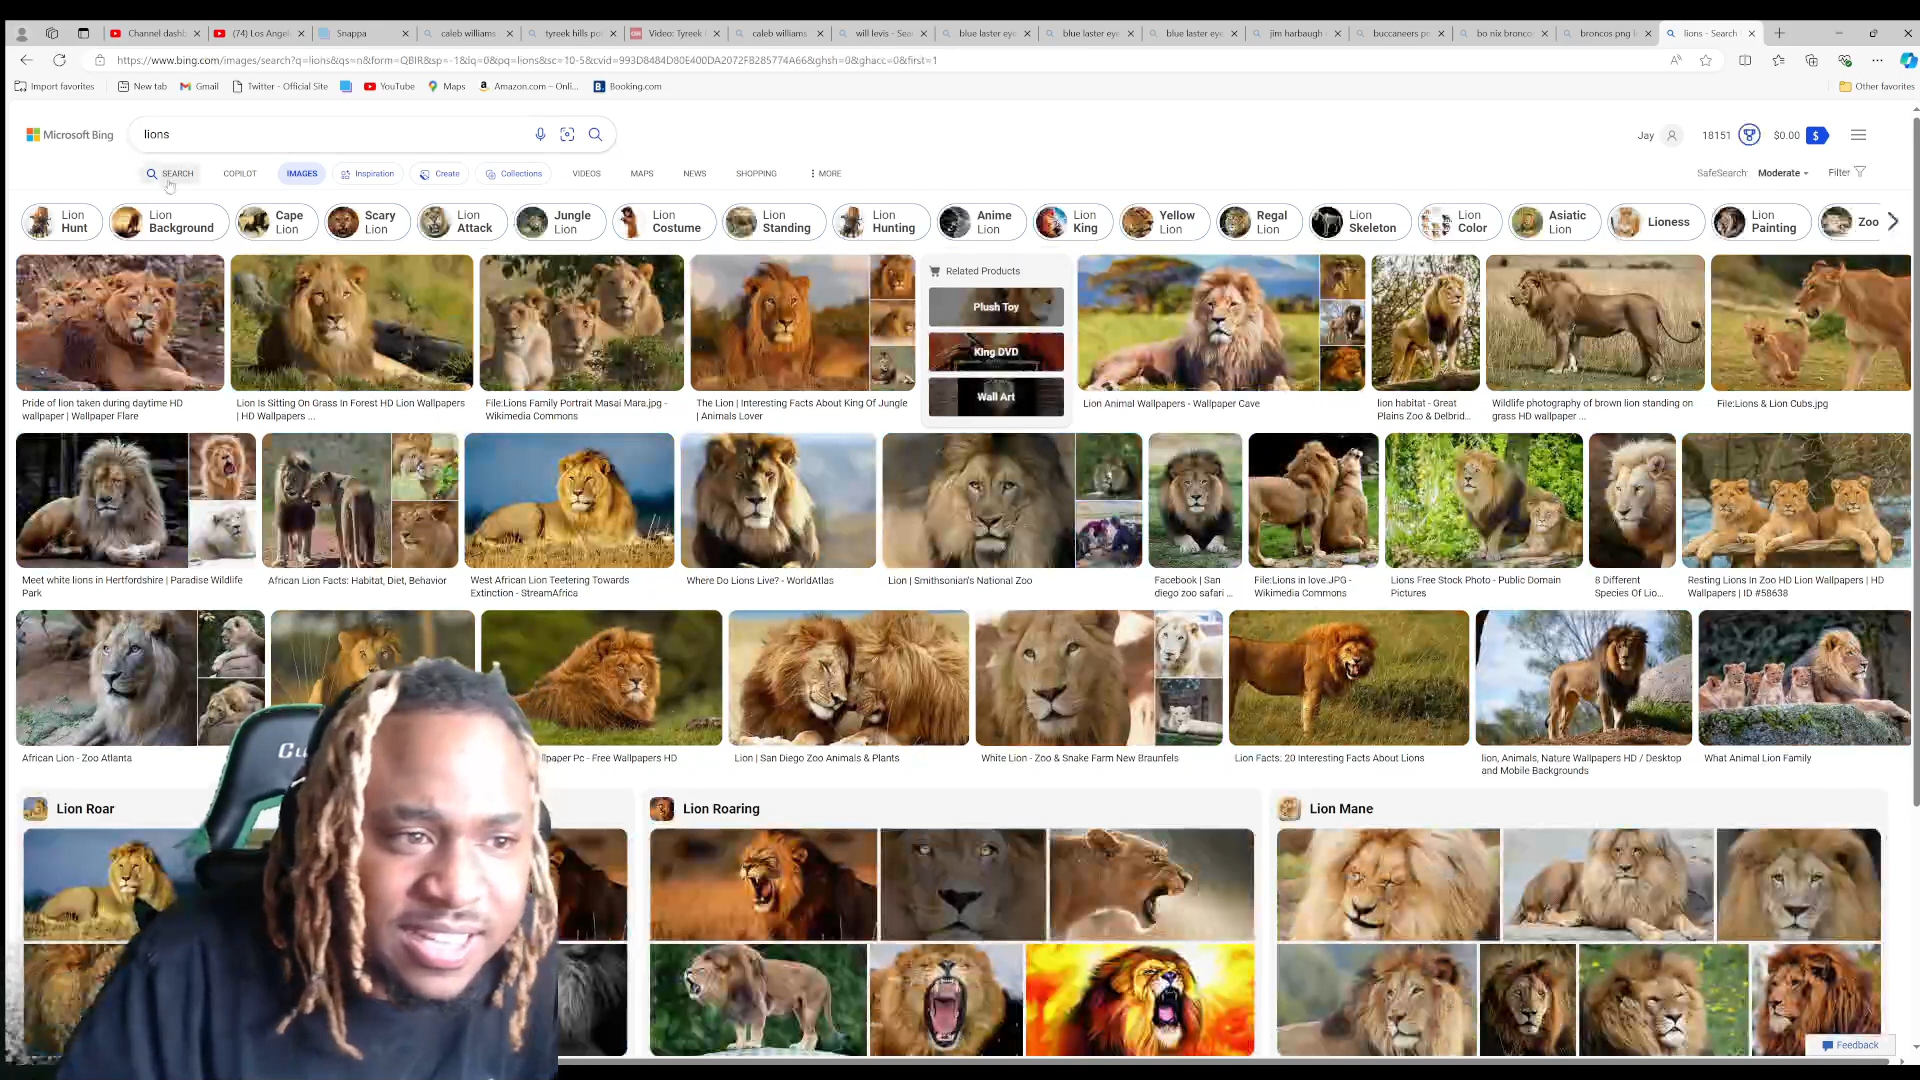 Channel dashb
(74) Los Angel
Snappa
caleb williams
tyreek hills po
Video: Tyreek
caleb williams
will levis - Sea
blue laster eye
blue laster eye
blue laster eye
jim harbaugh
buccaneers p
bo nix bronco
broncos png l
lions - Search
https://www.bing.com/images/search?q=lions&qs=n&form=QBIR&sp=-1&lq=0&pq=lions&sc=10-5&cvid=993D8484D80E400DA2072FB285774A66&ghsh=0&ghacc=0&first=1
Import favorites
New tab
Gmail
Twitter - Official Site
YouTube
Maps
Amazon.com – Onli...
Booking.com
Other favorites
Microsoft Bing
lions
Jay
18151
$0.00
SEARCH
COPILOT
IMAGES
Inspiration
Create
Collections
VIDEOS
MAPS
NEWS
SHOPPING
MORE
SafeSearch: Moderate
Filter
Lion Hunt
Lion Background
Cape Lion
Scary Lion
Lion Attack
Jungle Lion
Lion Costume
Lion Standing
Lion Hunting
Anime Lion
Lion King
Yellow Lion
Regal Lion
Lion Skeleton
Lion Color
Asiatic Lion
Lioness
Lion Painting
Zoo
Related Products
Plush Toy
King DVD
Wall Art
Pride of lion taken during daytime HD
wallpaper | Wallpaper Flare
Lion Is Sitting On Grass In Forest HD Lion Wallpapers
| HD Wallpapers ...
File:Lions Family Portrait Masai Mara.jpg -
Wikimedia Commons
The Lion | Interesting Facts About King Of Jungle
| Animals Lover
Lion Animal Wallpapers - Wallpaper Cave
lion habitat - Great
Plains Zoo & Delbrid...
Wildlife photography of brown lion standing on
grass HD wallpaper ...
File:Lions & Lion Cubs.jpg
Meet white lions in Hertfordshire | Paradise Wildlife
Park
African Lion Facts: Habitat, Diet, Behavior
West African Lion Teetering Towards
Extinction - StreamAfrica
Where Do Lions Live? - WorldAtlas
Lion | Smithsonian's National Zoo
Facebook | San
diego zoo safari ...
File:Lions in love.JPG -
Wikimedia Commons
Lions Free Stock Photo - Public Domain
Pictures
8 Different
Species Of Lio...
Resting Lions In Zoo HD Lion Wallpapers | HD
Wallpapers | ID #58638
African Lion - Zoo Atlanta
llpaper Pc - Free Wallpapers HD
Lion | San Diego Zoo Animals & Plants
White Lion - Zoo & Snake Farm New Braunfels
Lion Facts: 20 Interesting Facts About Lions
lion, Animals, Nature Wallpapers HD / Desktop
and Mobile Backgrounds
What Animal Lion Family
Lion Roar
Lion Roaring
Lion Mane
Feedback